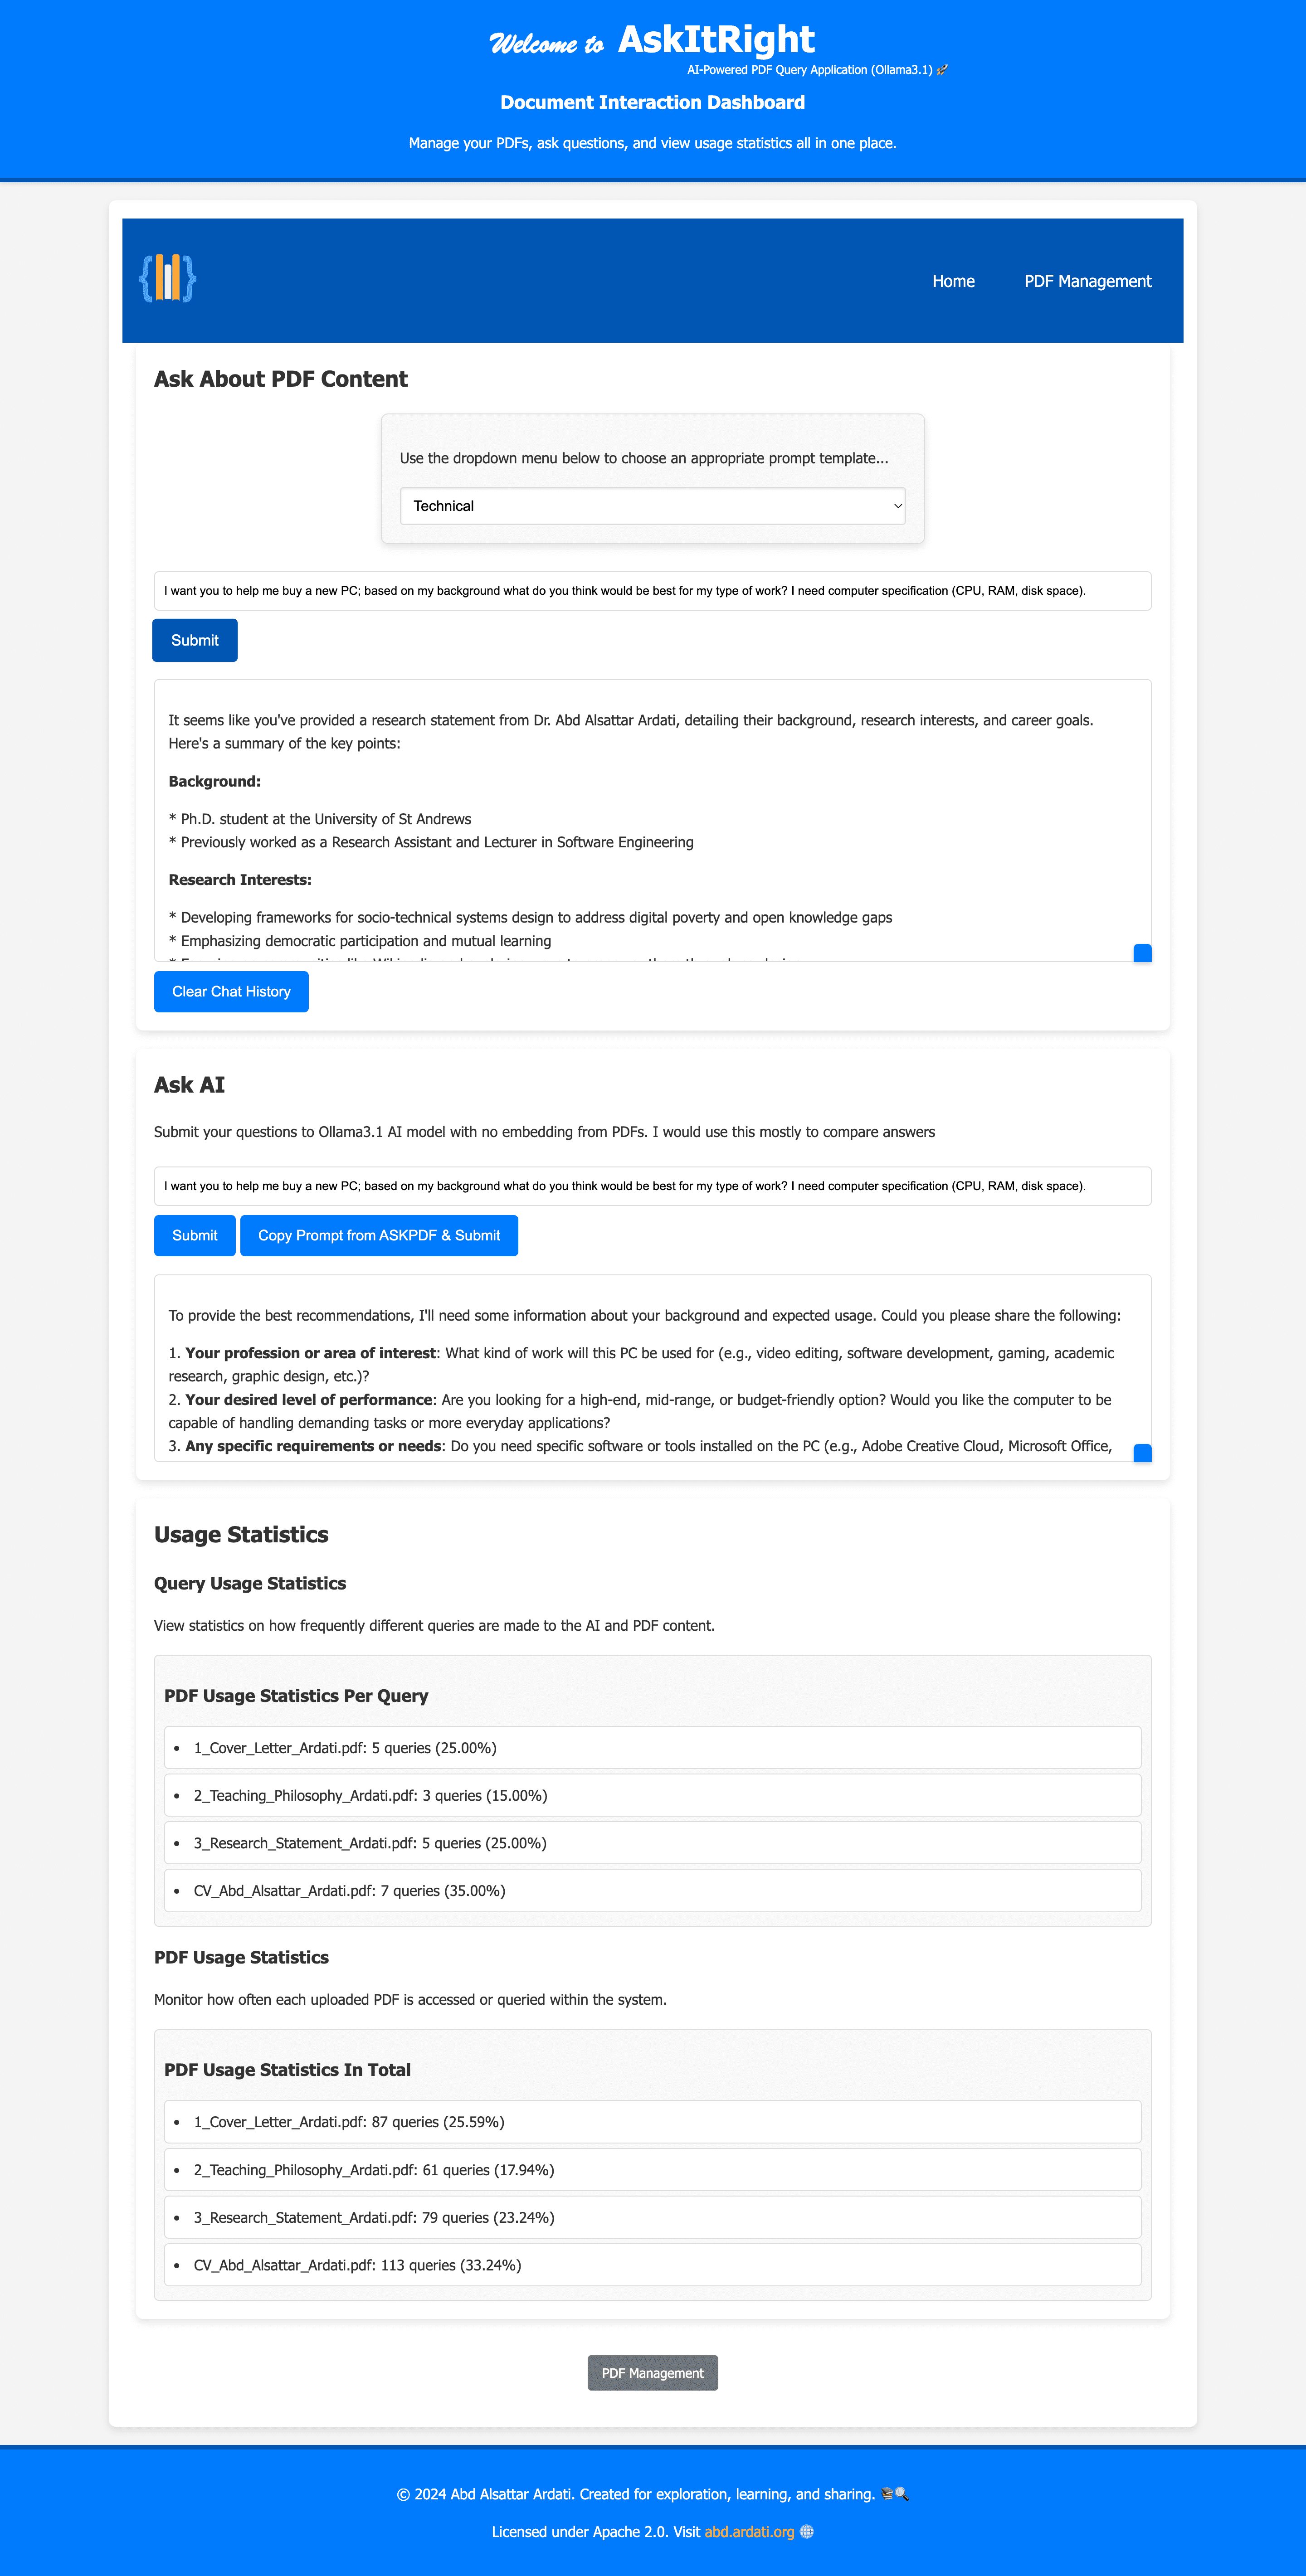 Welcome to AskItRight
AI-Powered PDF Query Application (Ollama3.1) 🚀
Document Interaction Dashboard
Manage your PDFs, ask questions, and view usage statistics all in one place.
Home PDF Management
Ask About PDF Content
Use the dropdown menu below to choose an appropriate prompt template...
Technical
I want you to help me buy a new PC; based on my background what do you think would be best for my type of work? I need computer specification (CPU, RAM, disk space).
Submit
It seems like you've provided a research statement from Dr. Abd Alsattar Ardati, detailing their background, research interests, and career goals.
Here's a summary of the key points:
Background:
* Ph.D. student at the University of St Andrews
* Previously worked as a Research Assistant and Lecturer in Software Engineering
Research Interests:
* Developing frameworks for socio-technical systems design to address digital poverty and open knowledge gaps
* Emphasizing democratic participation and mutual learning
Clear Chat History
Ask AI
Submit your questions to Ollama3.1 AI model with no embedding from PDFs. I would use this mostly to compare answers
I want you to help me buy a new PC; based on my background what do you think would be best for my type of work? I need computer specification (CPU, RAM, disk space).
Submit Copy Prompt from ASKPDF & Submit
To provide the best recommendations, I'll need some information about your background and expected usage. Could you please share the following:
1. Your profession or area of interest: What kind of work will this PC be used for (e.g., video editing, software development, gaming, academic
research, graphic design, etc.)?
2. Your desired level of performance: Are you looking for a high-end, mid-range, or budget-friendly option? Would you like the computer to be
capable of handling demanding tasks or more everyday applications?
3. Any specific requirements or needs: Do you need specific software or tools installed on the PC (e.g., Adobe Creative Cloud, Microsoft Office,
Usage Statistics
Query Usage Statistics
View statistics on how frequently different queries are made to the AI and PDF content.
PDF Usage Statistics Per Query
• 1_Cover_Letter_Ardati.pdf: 5 queries (25.00%)
• 2_Teaching_Philosophy_Ardati.pdf: 3 queries (15.00%)
• 3_Research_Statement_Ardati.pdf: 5 queries (25.00%)
• CV_Abd_Alsattar_Ardati.pdf: 7 queries (35.00%)
PDF Usage Statistics
Monitor how often each uploaded PDF is accessed or queried within the system.
PDF Usage Statistics In Total
• 1_Cover_Letter_Ardati.pdf: 87 queries (25.59%)
• 2_Teaching_Philosophy_Ardati.pdf: 61 queries (17.94%)
• 3_Research_Statement_Ardati.pdf: 79 queries (23.24%)
• CV_Abd_Alsattar_Ardati.pdf: 113 queries (33.24%)
PDF Management
© 2024 Abd Alsattar Ardati. Created for exploration, learning, and sharing. 📚🔍
Licensed under Apache 2.0. Visit abd.ardati.org 🌐